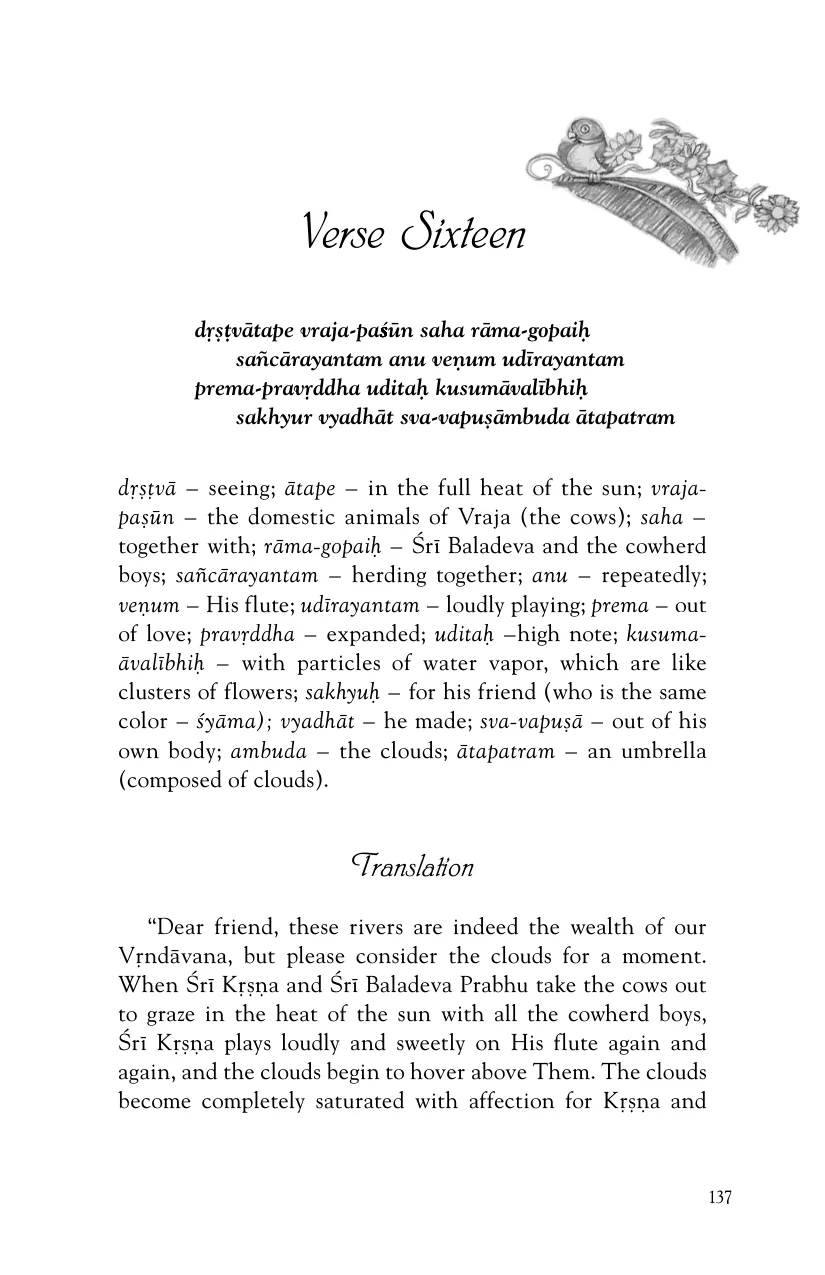 Verse Sixteen
dṛṣṭvātape vraja-paśūn saha rāma-gopaiḥ
sañcārayantam anu veṇum udīrayantam
prema-pravṛddha uditaḥ kusumāvalībhiḥ
sakhyur vyadhāt sva-vapuṣāmbuda ātapatram
dṛṣṭvā – seeing; ātape – in the full heat of the sun; vraja-
paṣūn – the domestic animals of Vraja (the cows); saha –
together with; rāma-gopaiḥ – Śrī Baladeva and the cowherd
boys; sañcārayantam – herding together; anu – repeatedly;
veṇum – His flute; udīrayantam – loudly playing; prema – out
of love; pravṛddha – expanded; uditaḥ –high note; kusuma-
āvalībhiḥ – with particles of water vapor, which are like
clusters of flowers; sakhyuḥ – for his friend (who is the same
color – śyāma); vyadhāt – he made; sva-vapuṣā – out of his
own body; ambuda – the clouds; ātapatram – an umbrella
(composed of clouds).
Translation
“Dear friend, these rivers are indeed the wealth of our
Vṛndāvana, but please consider the clouds for a moment.
When Śrī Kṛṣṇa and Śrī Baladeva Prabhu take the cows out
to graze in the heat of the sun with all the cowherd boys,
Śrī Kṛṣṇa plays loudly and sweetly on His flute again and
again, and the clouds begin to hover above Them. The clouds
become completely saturated with affection for Kṛṣṇa and
137